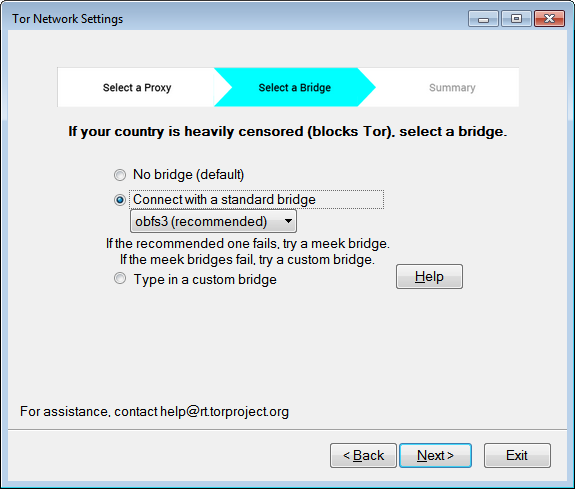 Tor Network Settings
Select a Proxy
Select a Bridge
Summary
If your country is heavily censored (blocks Tor), select a bridge.
No bridge (default)
Connect with a standard bridge
obfs3 (recommended)
If the recommended one fails, try a meek bridge.
If the meek bridges fail, try a custom bridge.
Type in a custom bridge
Help
For assistance, contact help@rt.torproject.org
< Back
Next >
Exit